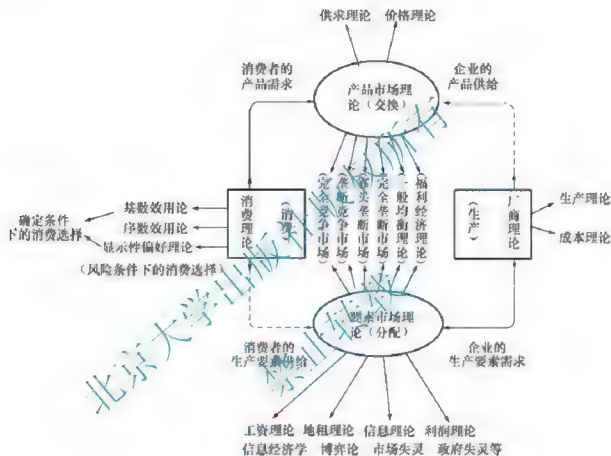 供求理论 价格理论
消费者的
产品需求
企业的
产品供给
产品市场理
论（交换）
（完全竞争市场）
（垄断竞争市场）
（寡头垄断市场）
（完全垄断市场）
（一般均衡理论）
（福利经济理论）
确定条件
下的消费选择
基数效用论
序数效用论
显示性偏好理论
（风险条件下的消费选择）
消费理论
（消费）
（生产）
厂商理论
生产理论
成本理论
要素市场理
论（分配）
消费者的
生产要素供给
企业的
生产要素需求
工资理论 地租理论 信息理论 利润理论
信息经济学 博弈论 市场失灵 政府失灵等
北京大学出版社